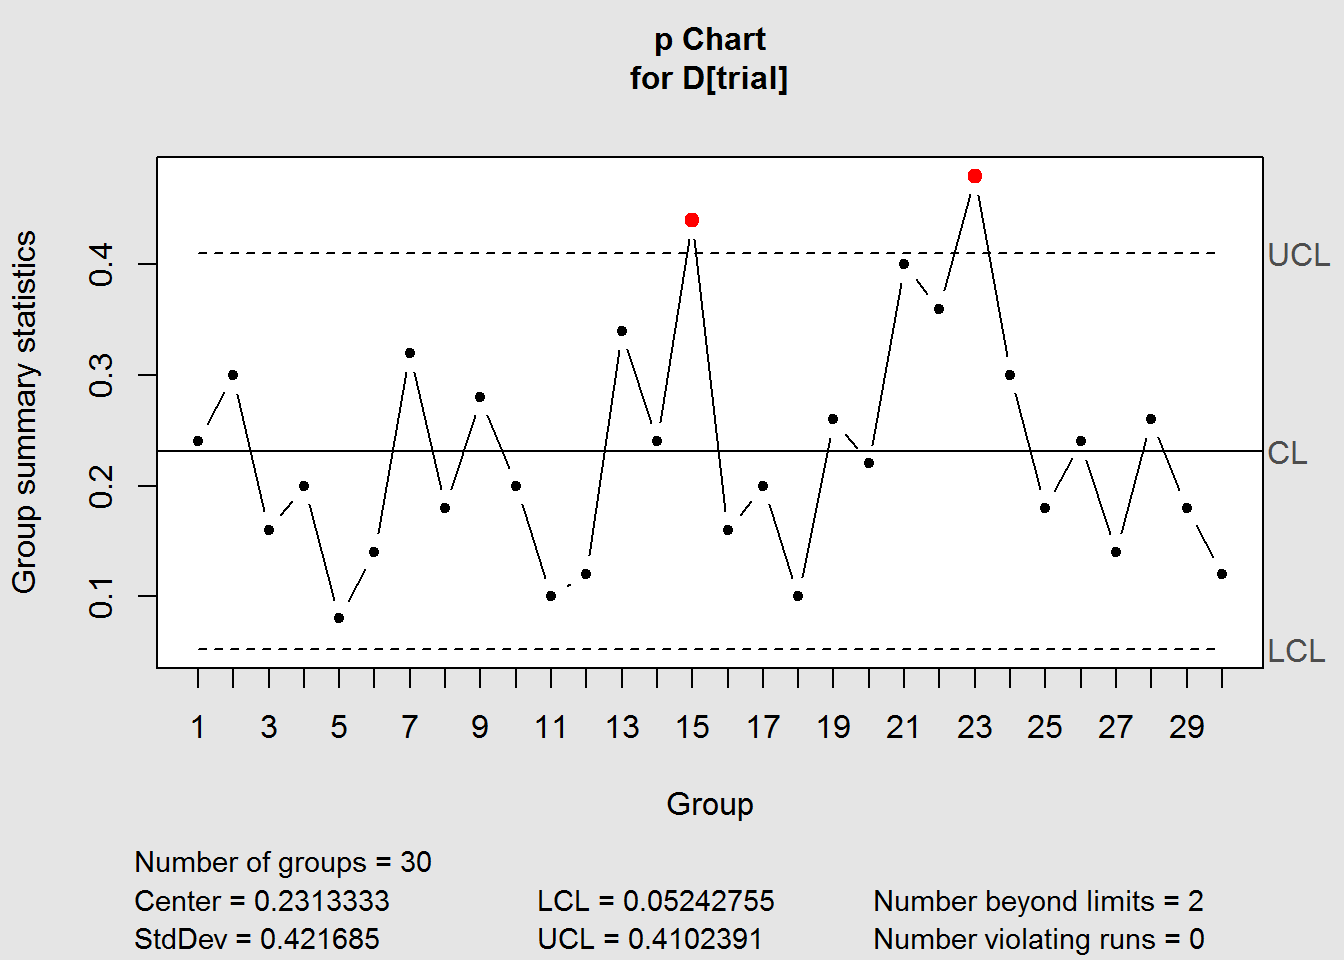 p Chart
for D[trial]
Group summary statistics
0.4
0.3
0.2
0.1
UCL
CL
LCL
1 3 5 7 9 11 13 15 17 19 21 23 25 27 29
Group
Number of groups = 30
Center = 0.2313333 LCL = 0.05242755 Number beyond limits = 2
StdDev = 0.421685 UCL = 0.4102391 Number violating runs = 0